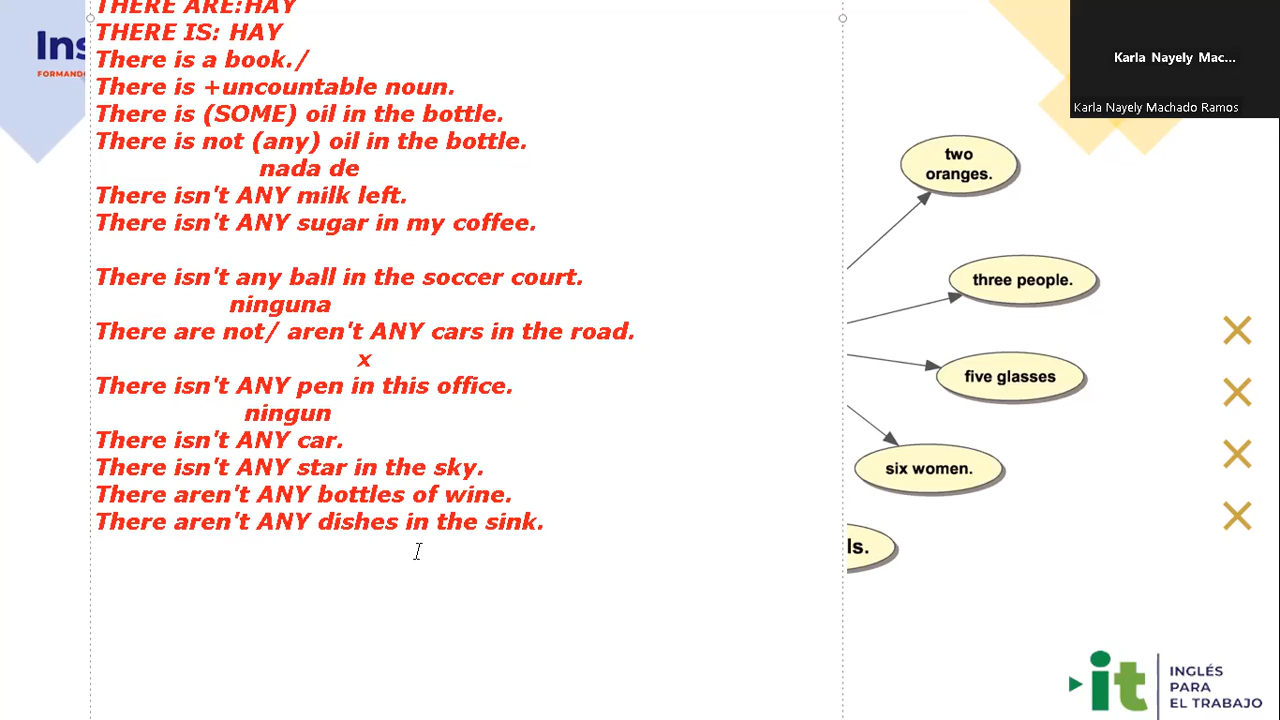 THERE ARE:HAY
THERE IS: HAY
There is a book./
There is +uncountable noun.
There is (SOME) oil in the bottle.
There is not (any) oil in the bottle.
nada de
There isn't ANY milk left.
There isn't ANY sugar in my coffee.
There isn't any ball in the soccer court.
ninguna
There are not/ aren't ANY cars in the road.
x
There isn't ANY pen in this office.
ningun
There isn't ANY car.
There isn't ANY star in the sky.
There aren't ANY bottles of wine.
There aren't ANY dishes in the sink.
Ins
FORMANDO
two
oranges.
three people.
five glasses
six women.
ls.
Karla Nayely Mac...
Karla Nayely Machado Ramos
it
INGLÉS
PARA
EL TRABAJO